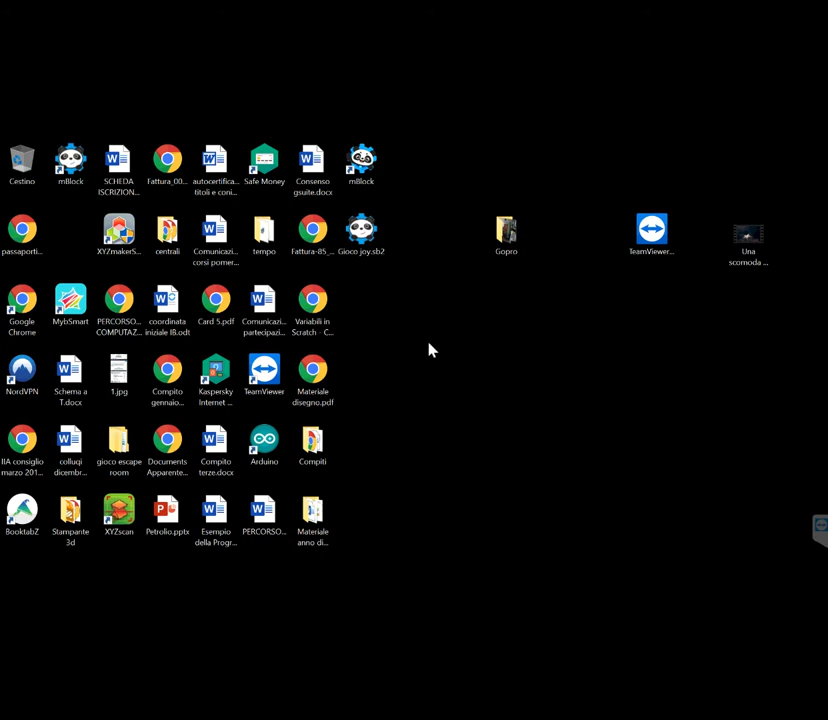 Cestino
mBlock
SCHEDA
ISCRIZION...
Fattura_00...
autocertifica...
titoli e coni...
Safe Money
Consenso
gsuite.docx
mBlock
passaporti...
XYZmakerS...
centrali
Comunicazi...
corsi pomer...
tempo
Fattura-85_...
Gioco joy.sb2
Gopro
TeamViewer...
Una
scomoda ...
Google
Chrome
MybSmart
PERCORSO...
COMPUTAZ...
coordinata
iniziale IB.odt
Card 5.pdf
Comunicazi...
partecipazi...
Variabili in
Scratch - C...
NordVPN
Schema a
T.docx
1.jpg
Compito
gennaio...
Kaspersky
Internet ...
TeamViewer
Materiale
disegno.pdf
IIA consiglio
marzo 201...
colluqi
dicembr...
gioco escape
room
Documents
Apparente...
Compito
terze.docx
Arduino
Compiti
BooktabZ
Stampante
3d
XYZscan
Petrolio.pptx
Esempio
della Progr...
PERCORSO...
Materiale
anno di...